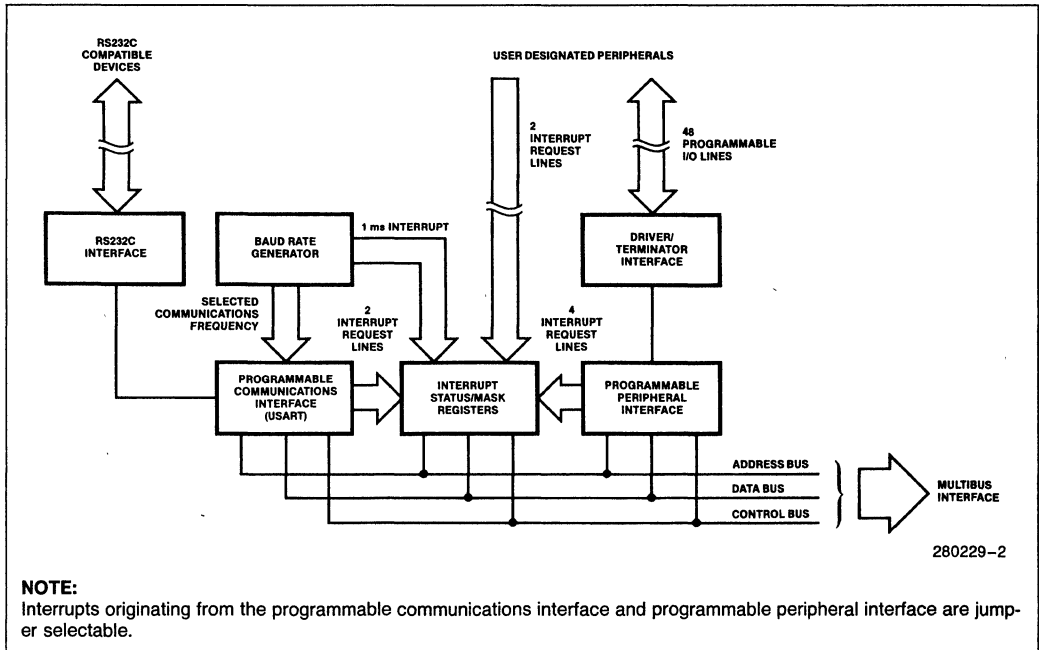 RS232C
COMPATIBLE
DEVICES
USER DESIGNATED PERIPHERALS
2
INTERRUPT
REQUEST
LINES
48
PROGRAMMABLE
I/O LINES
RS232C
INTERFACE
BAUD RATE
GENERATOR
1 ms INTERRUPT
DRIVER/
TERMINATOR
INTERFACE
SELECTED
COMMUNICATIONS
FREQUENCY
2
INTERRUPT
REQUEST
LINES
4
INTERRUPT
REQUEST
LINES
PROGRAMMABLE
COMMUNICATIONS
INTERFACE
(USART)
INTERRUPT
STATUS/MASK
REGISTERS
PROGRAMMABLE
PERIPHERAL
INTERFACE
ADDRESS BUS
DATA BUS
CONTROL BUS
MULTIBUS
INTERFACE
280229-2
NOTE:
Interrupts originating from the programmable communications interface and programmable peripheral interface are jump-
er selectable.